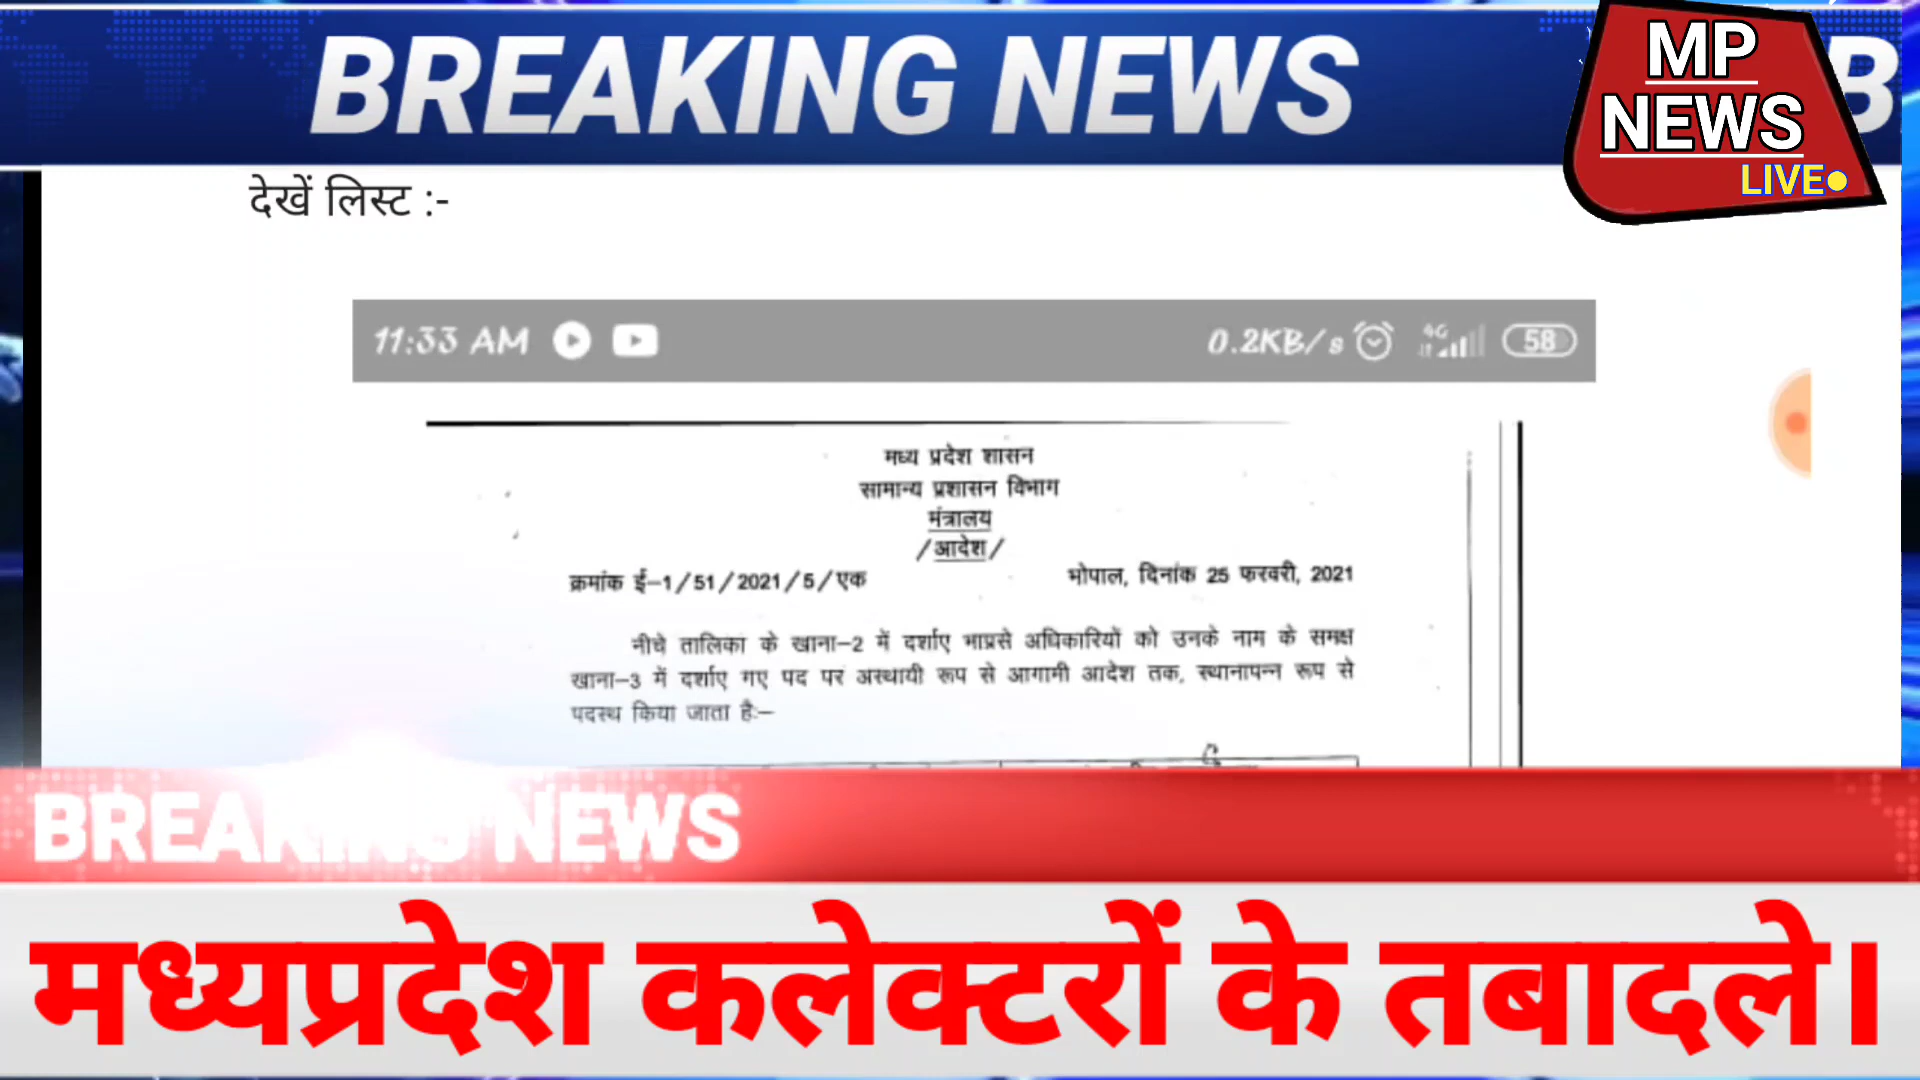 BREAKING NEWS
B
MP
NEWS
LIVE
देखें लिस्ट :-
11:33 AM
0.2KB/s 4G 58
मध्य प्रदेश शासन
सामान्य प्रशासन विभाग
मंत्रालय
/आदेश/
क्रमांक ई–1/51/2021/5/एक
भोपाल, दिनांक 25 फरवरी, 2021
नीचे तालिका के खाना–2 में दर्शाए भाप्रसे अधिकारियों को उनके नाम के समक्ष
खाना–3 में दर्शाए गए पद पर अस्थायी रूप से आगामी आदेश तक, स्थानापन्न रूप से
पदस्थ किया जाता हैः–
BREAKING NEWS
मध्यप्रदेश कलेक्टरों के तबादले।